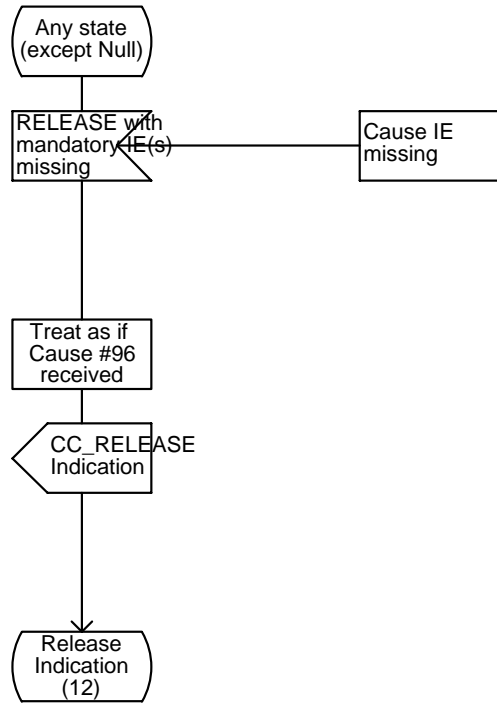 Any state
(except Null)
RELEASE with
mandatory IE(s)
missing
Cause IE
missing
Treat as if
Cause #96
received
CC_RELEASE
Indication
Release
Indication
(12)